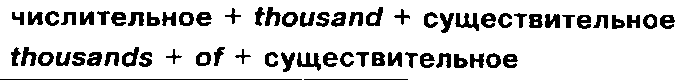 числительное + thousand + существительное
thousands + of + существительное